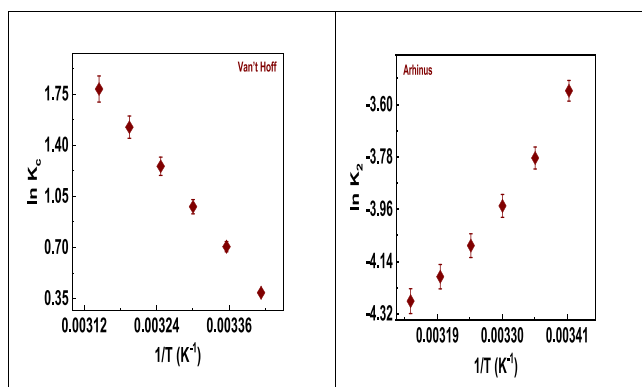 Van't Hoff
1.75
1.40
1.05
0.70
0.35
ln K_c
0.00312 0.00324 0.00336
1/T (K⁻¹)
Arhinus
-3.60
-3.78
-3.96
-4.14
-4.32
ln K_2
0.00319 0.00330 0.00341
1/T (K⁻¹)